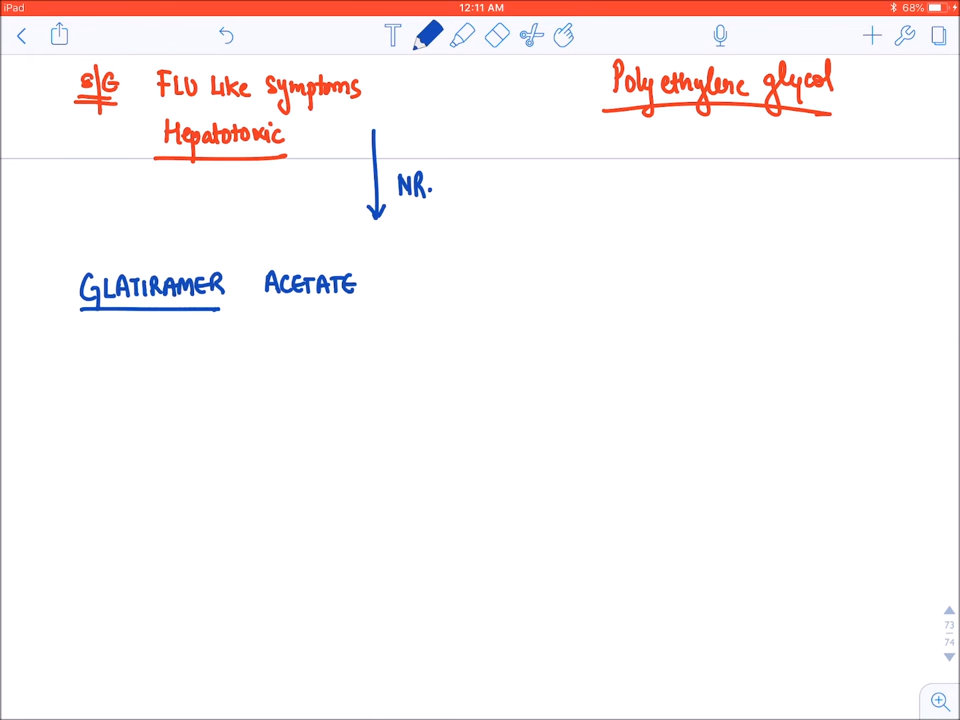 iPad 12:11 AM 68%
T
S/G FLU Like Symptoms
Polyethylene glycol
Hepatotoxic
NR.
GLATIRAMER ACETATE
73
74